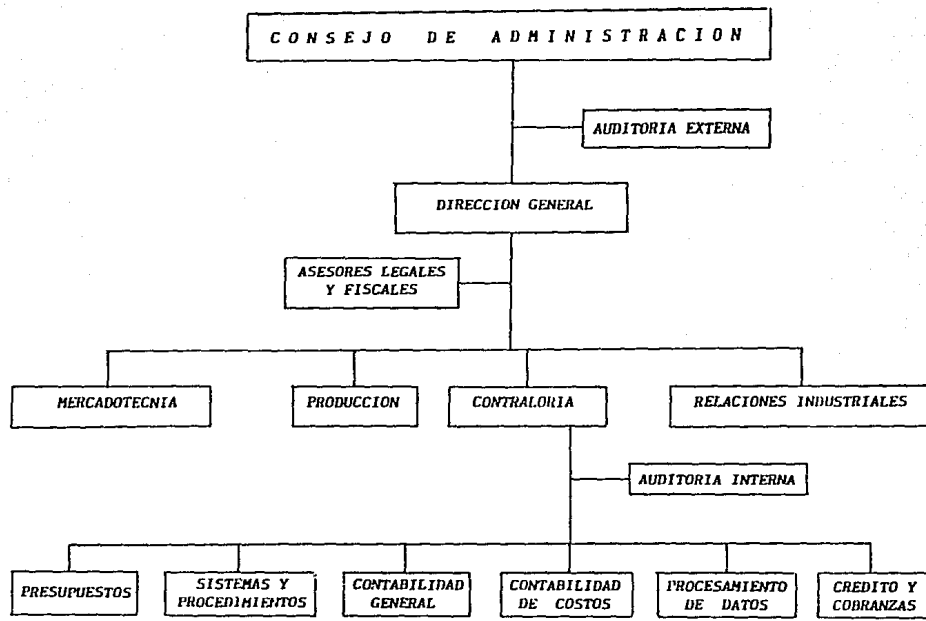 CONSEJO DE ADMINISTRACION
AUDITORIA EXTERNA
DIRECCION GENERAL
ASESORES LEGALES
Y FISCALES
MERCADOTECNIA
PRODUCCION
CONTRALORIA
RELACIONES INDUSTRIALES
AUDITORIA INTERNA
PRESUPUESTOS
SISTEMAS Y
PROCEDIMIENTOS
CONTABILIDAD
GENERAL
CONTABILIDAD
DE COSTOS
PROCESAMIENTO
DE DATOS
CREDITO Y
COBRANZAS